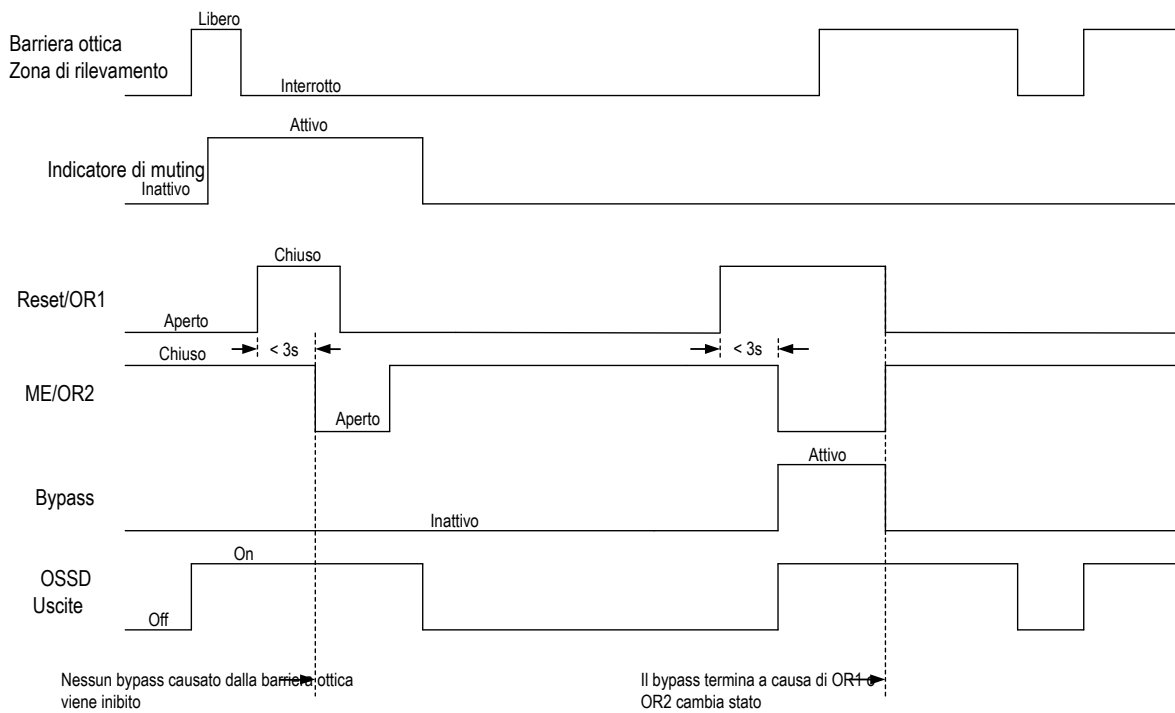 Libero
Barriera ottica
Zona di rilevamento
Interrotto
Attivo
Indicatore di muting
Inattivo
Chiuso
Reset/OR1
Aperto
< 3s
< 3s
Chiuso
ME/OR2
Aperto
Attivo
Bypass
Inattivo
On
OSSD
Uscite
Off
Nessun bypass causato dalla barriera ottica
viene inibito
Il bypass termina a causa di OR1 o
OR2 cambia stato